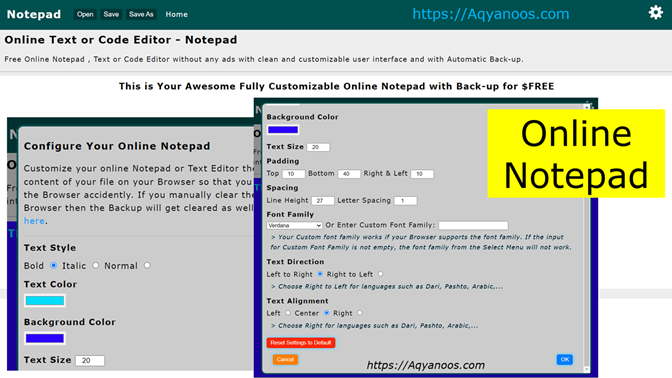 Notepad Open Save Save As Home https://Aqyanoos.com
Online Text or Code Editor - Notepad
Free Online Notepad , Text or Code Editor without any ads with clean and customizable user interface and with Automatic Back-up.
This is Your Awesome Fully Customizable Online Notepad with Back-up for $FREE
Configure Your Online Notepad
Customize your online Notepad or Text Editor the
content of your file on your Browser so that you
the Browser accidently. If you manually clear the
Browser then the Backup will get cleared as well
here.
Text Style
Bold Italic Normal
Text Color
Background Color
Text Size 20
Background Color
Text Size 20
Padding
Top 10 Bottom 40 Right & Left 10
Spacing
Line Height 27 Letter Spacing 1
Font Family
Verdana Or Enter Custom Font Family:
> Your Custom font family works if your Browser supports the font family. If the
input for Custom Font Family is not empty, the font family from the Select Menu will not work.
Text Direction
Left to Right Right to Left
> Choose Right to Left for languages such as Dari, Pashto, Arabic,...
Text Alignment
Left Center Right
> Choose Right for languages such as Dari, Pashto, Arabic,...
Reset Settings to Default
Cancel https://Aqyanoos.com OK
Online
Notepad